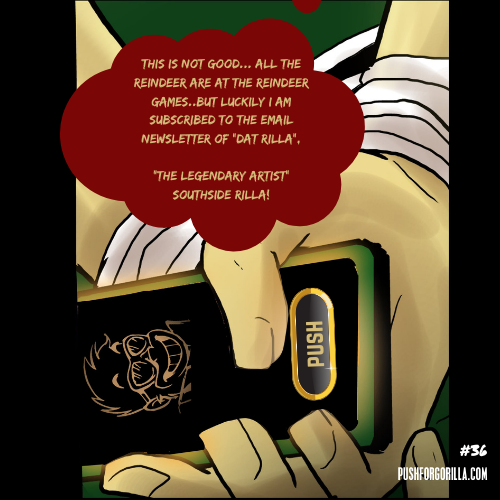 THIS IS NOT GOOD... ALL THE
REINDEER ARE AT THE REINDEER
GAMES..BUT LUCKILY I AM
SUBSCRIBED TO THE EMAIL
NEWSLETTER OF "DAT RILLA",
"THE LEGENDARY ARTIST"
SOUTHSIDE RILLA!
PUSH
#36
PUSHFORGORILLA.COM